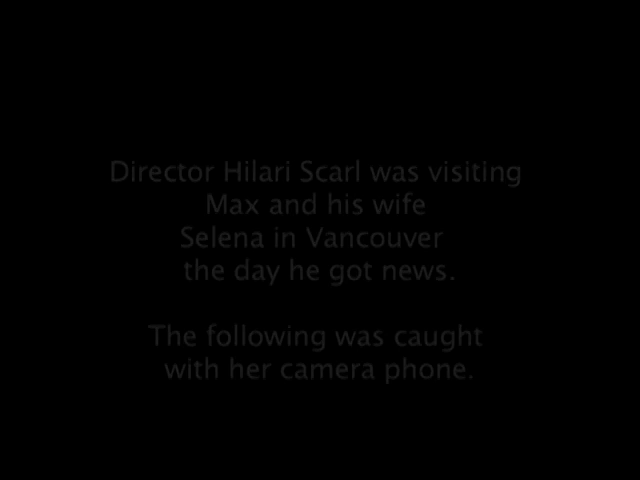 Director Hilari Scarl was visiting
Max and his wife
Selena in Vancouver
the day he got news.
The following was caught
with her camera phone.